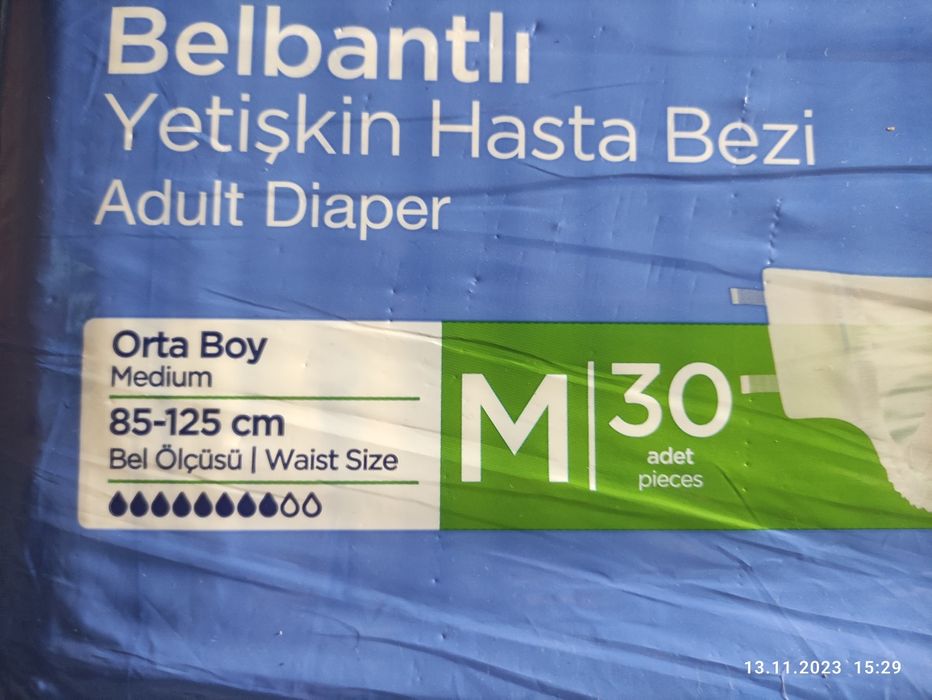 Belbantlı
Yetişkin Hasta Bezi
Adult Diaper
Orta Boy
Medium
85-125 cm
Bel Ölçüsü | Waist Size
M | 30
adet
pieces
13.11.2023 15:29